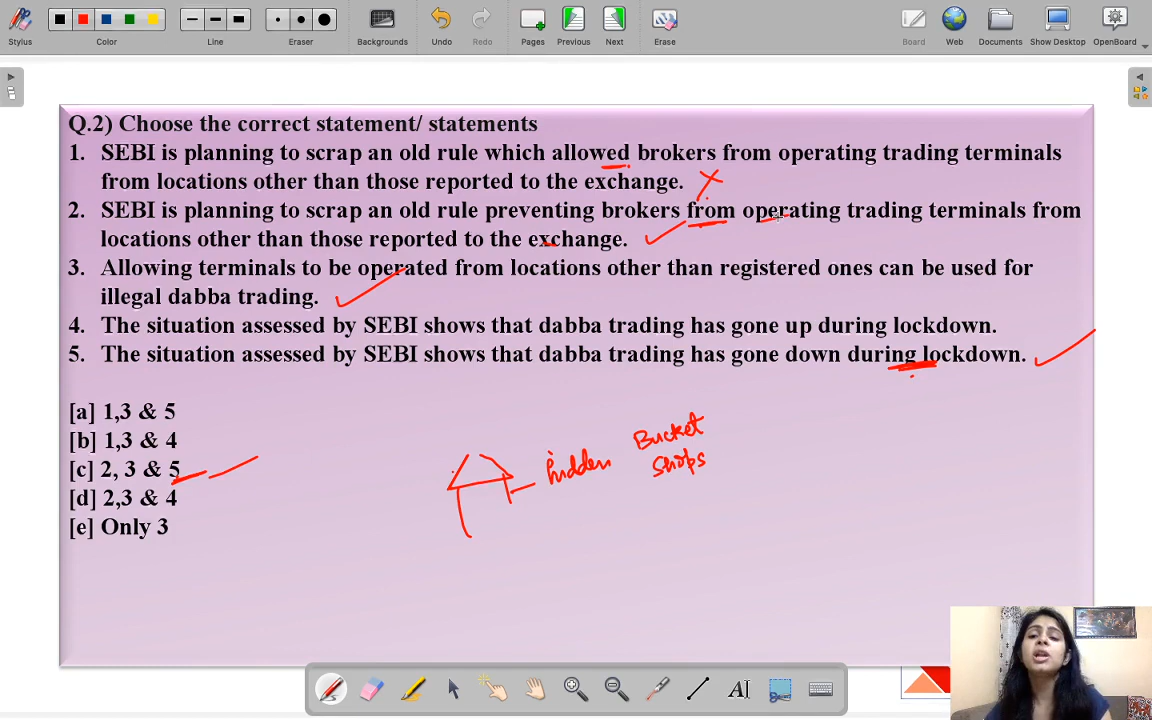 Stylus
Color
Line
Eraser
Backgrounds
Undo
Redo
Pages
Previous
Next
Erase
Board
Web
Documents
Show Desktop
OpenBoard
Q.2) Choose the correct statement/ statements
1. SEBI is planning to scrap an old rule which allowed brokers from operating trading terminals
from locations other than those reported to the exchange.
2. SEBI is planning to scrap an old rule preventing brokers from operating trading terminals from
locations other than those reported to the exchange.
3. Allowing terminals to be operated from locations other than registered ones can be used for
illegal dabba trading.
4. The situation assessed by SEBI shows that dabba trading has gone up during lockdown.
5. The situation assessed by SEBI shows that dabba trading has gone down during lockdown.
[a] 1,3 & 5
[b] 1,3 & 4
[c] 2, 3 & 5
[d] 2,3 & 4
[e] Only 3
hidden
Bucket
Shops